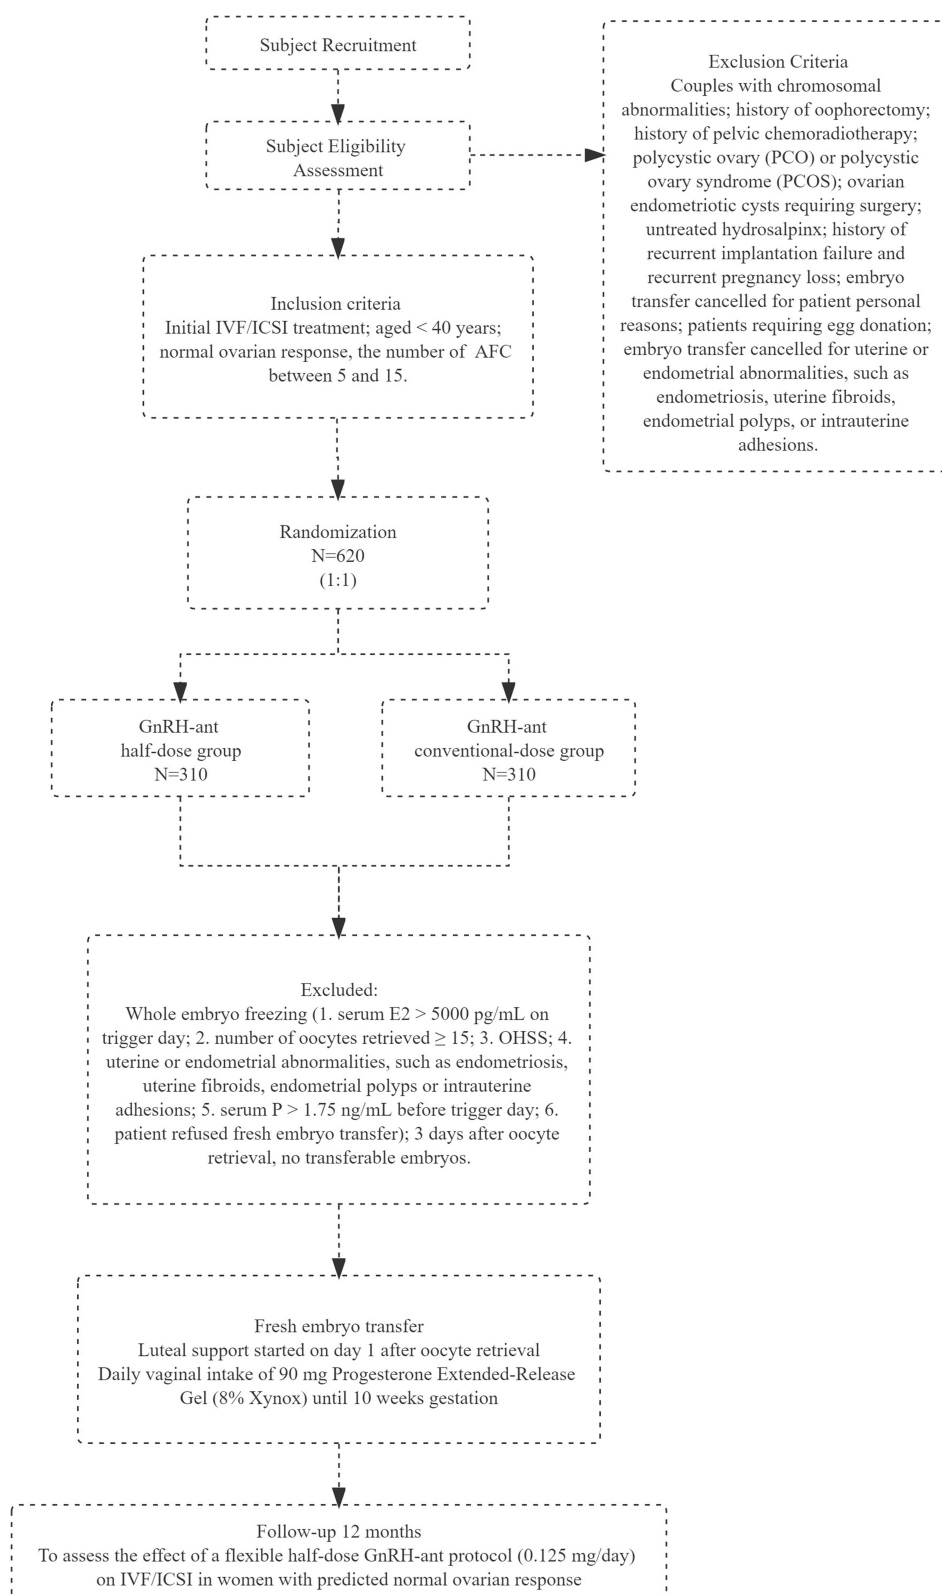 Subject Recruitment
Subject Eligibility
Assessment
Exclusion Criteria
Couples with chromosomal
abnormalities; history of oophorectomy;
history of pelvic chemoradiotherapy;
polycystic ovary (PCO) or polycystic
ovary syndrome (PCOS); ovarian
endometriotic cysts requiring surgery;
untreated hydrosalpinx; history of
recurrent implantation failure and
recurrent pregnancy loss; embryo
transfer cancelled for patient personal
reasons; patients requiring egg donation;
embryo transfer cancelled for uterine or
endometrial abnormalities, such as
endometriosis, uterine fibroids,
endometrial polyps, or intrauterine
adhesions.
Inclusion criteria
Initial IVF/ICSI treatment; aged < 40 years;
normal ovarian response, the number of AFC
between 5 and 15.
Randomization
N=620
(1:1)
GnRH-ant
half-dose group
N=310
GnRH-ant
conventional-dose group
N=310
Excluded:
Whole embryo freezing (1. serum E2 > 5000 pg/mL on
trigger day; 2. number of oocytes retrieved ≥ 15; 3. OHSS; 4.
uterine or endometrial abnormalities, such as endometriosis,
uterine fibroids, endometrial polyps or intrauterine
adhesions; 5. serum P > 1.75 ng/mL before trigger day; 6.
patient refused fresh embryo transfer); 3 days after oocyte
retrieval, no transferable embryos.
Fresh embryo transfer
Luteal support started on day 1 after oocyte retrieval
Daily vaginal intake of 90 mg Progesterone Extended-Release
Gel (8% Xynox) until 10 weeks gestation
Follow-up 12 months
To assess the effect of a flexible half-dose GnRH-ant protocol (0.125 mg/day)
on IVF/ICSI in women with predicted normal ovarian response